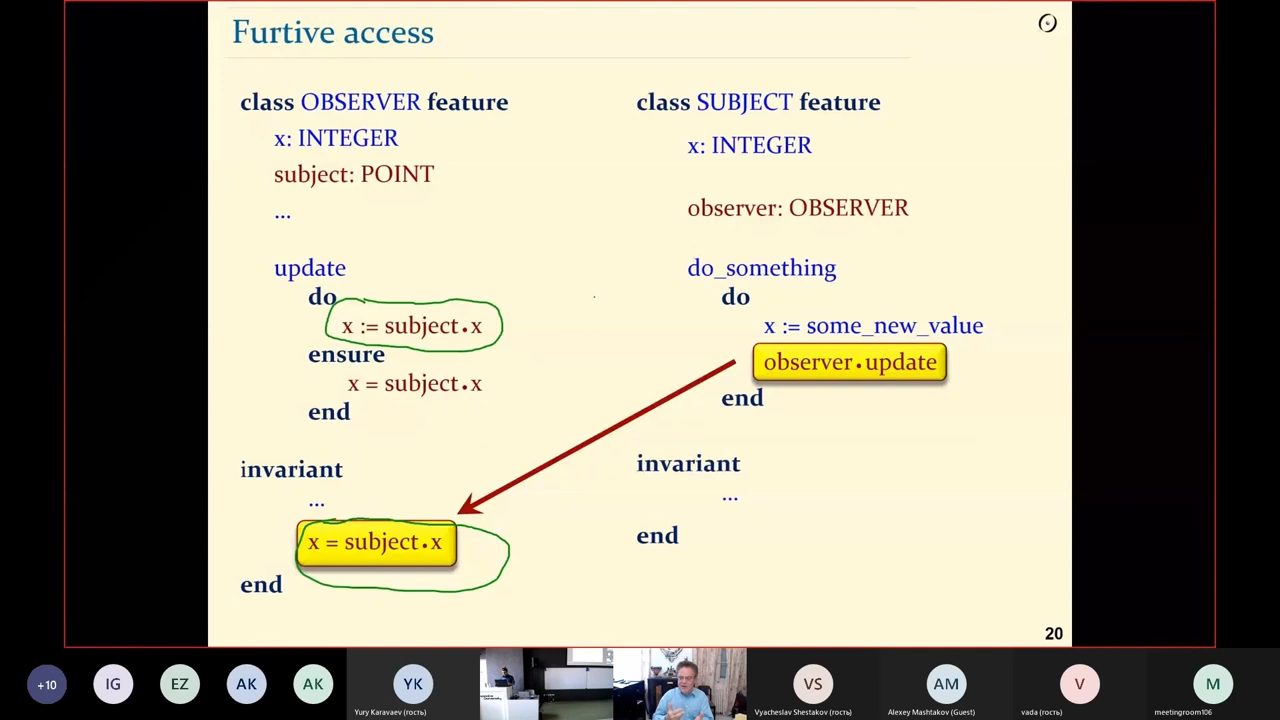 Furtive access
class OBSERVER feature
x: INTEGER
subject: POINT
...
update
do
x := subject.x
ensure
x = subject.x
end
invariant
...
x = subject.x
end
class SUBJECT feature
x: INTEGER
observer: OBSERVER
do_something
do
x := some_new_value
observer.update
end
invariant
...
end
20
+10
IG
EZ
AK
AK
YK
Yury Karavaev (гость)
VS
Vyacheslav Shestakov (гость)
AM
Alexey Mashtakov (Guest)
V
vada (гость)
M
meetingroom106